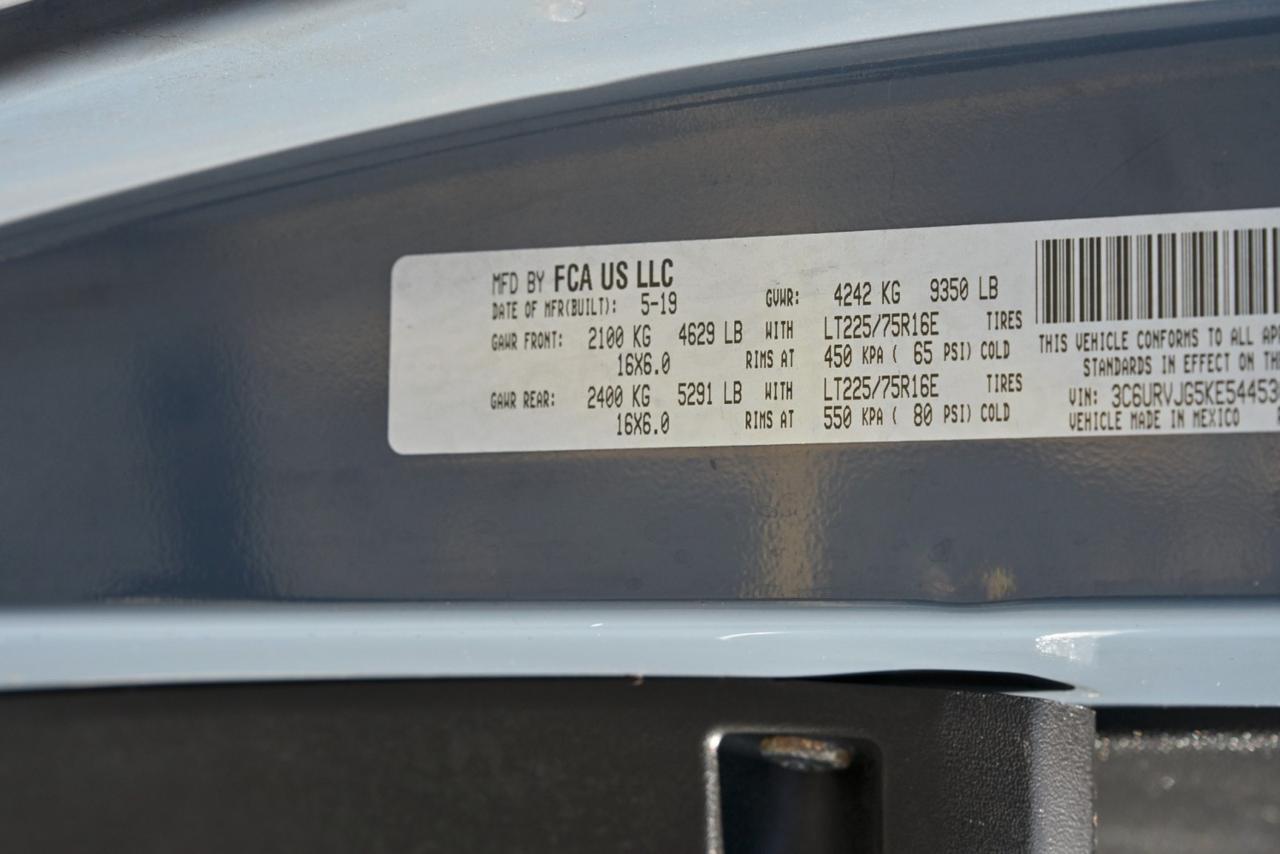 MFD BY FCA US LLC
DATE OF MFR(BUILT): 5-19 GVWR: 4242 KG 9350 LB
GAWR FRONT: 2100 KG 4629 LB WITH LT225/75R16E TIRES
16X6.0 RIMS AT 450 KPA ( 65 PSI) COLD
GAWR REAR: 2400 KG 5291 LB WITH LT225/75R16E TIRES
16X6.0 RIMS AT 550 KPA ( 80 PSI) COLD
THIS VEHICLE CONFORMS TO ALL
STANDARDS IN EFFECT ON
VIN: 3C6URVJG5KE54453
VEHICLE MADE IN MEXICO